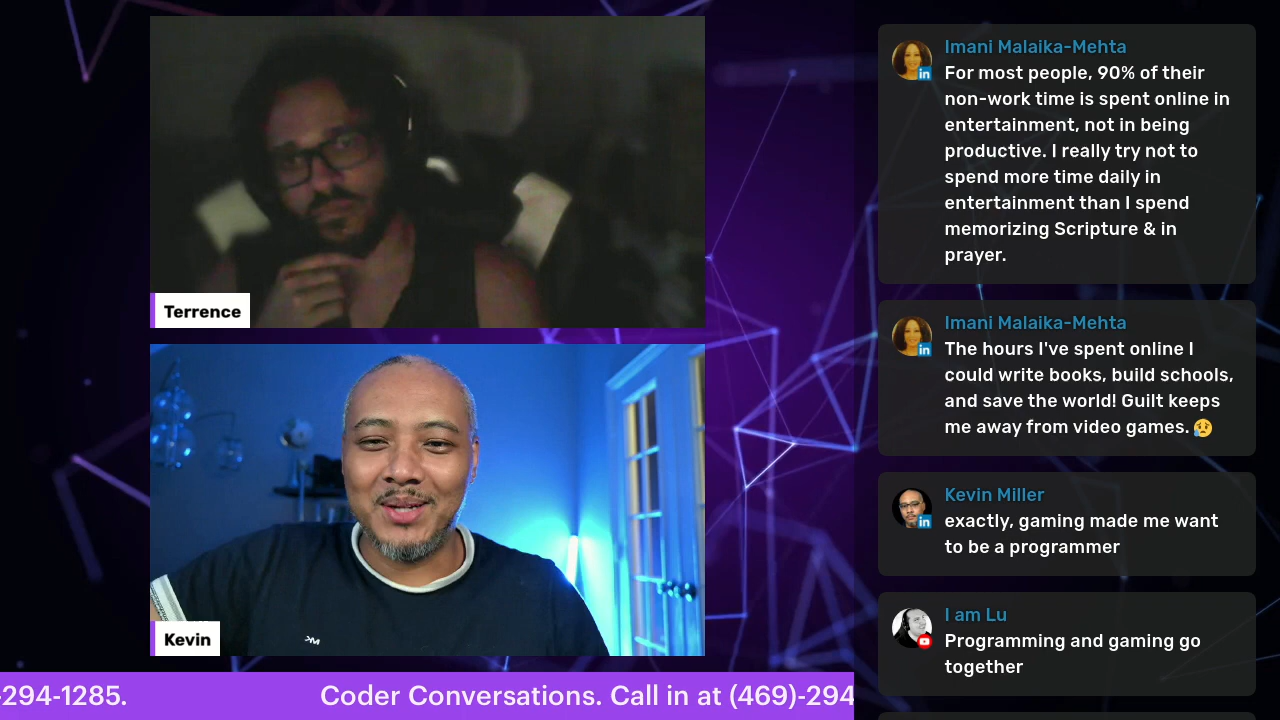 Terrence
Kevin
-294-1285.
Coder Conversations. Call in at (469)-294
Imani Malaika-Mehta
For most people, 90% of their
non-work time is spent online in
entertainment, not in being
productive. I really try not to
spend more time daily in
entertainment than I spend
memorizing Scripture & in
prayer.
Imani Malaika-Mehta
The hours I've spent online I
could write books, build schools,
and save the world! Guilt keeps
me away from video games. 😥
Kevin Miller
exactly, gaming made me want
to be a programmer
I am Lu
Programming and gaming go
together